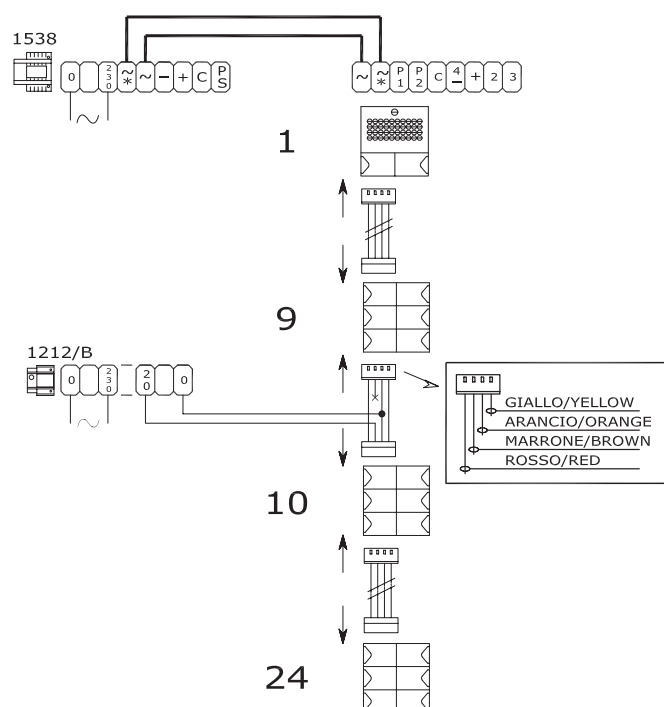 1538
0 230 ~* ~ − + C PS
~ ~* P1 P2 C 4− + 2 3
1
9
1212/B
0 230 20 0
GIALLO/YELLOW
ARANCIO/ORANGE
MARRONE/BROWN
ROSSO/RED
10
24